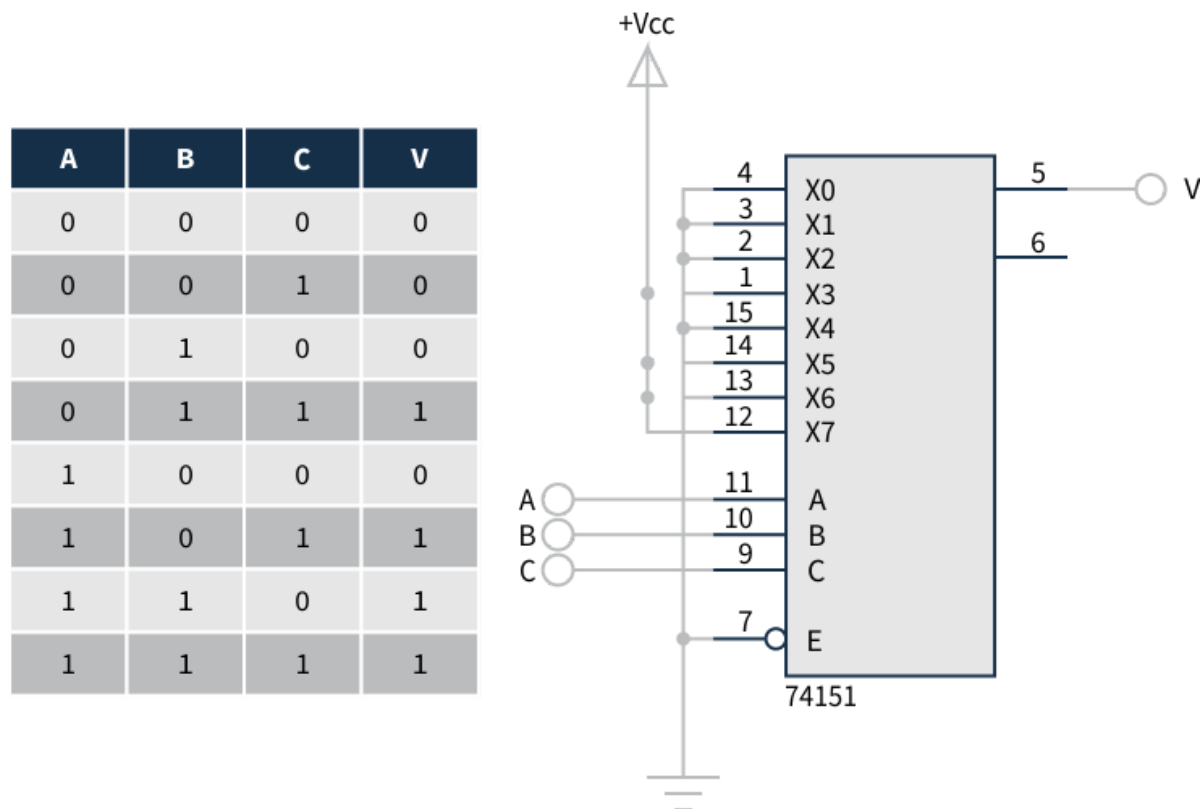 +Vcc
A B C V
0 0 0 0
0 0 1 0
0 1 0 0
0 1 1 1
1 0 0 0
1 0 1 1
1 1 0 1
1 1 1 1
4 X0 5 V
3 X1
2 X2 6
1 X3
15 X4
14 X5
13 X6
12 X7
A 11 A
B 10 B
C 9 C
7 E
74151